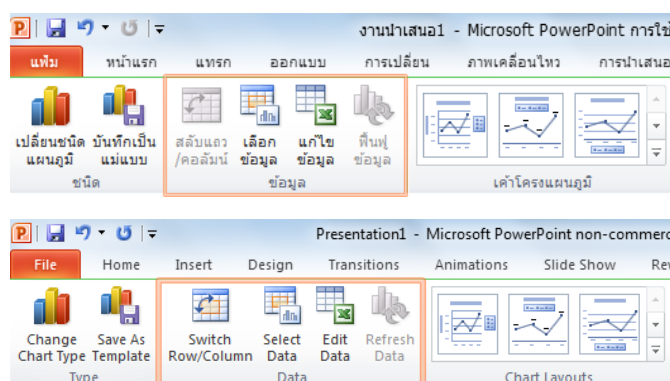 งานนำเสนอ1 - Microsoft PowerPoint การใช้
แฟ้ม หน้าแรก แทรก ออกแบบ การเปลี่ยน ภาพเคลื่อนไหว การนำเสนอ
เปลี่ยนชนิด บันทึกเป็น สลับแถว เลือก แก้ไข ฟื้นฟู
แผนภูมิ แม่แบบ /คอลัมน์ ข้อมูล ข้อมูล ข้อมูล
ชนิด ข้อมูล เค้าโครงแผนภูมิ
Presentation1 - Microsoft PowerPoint non-commerc
File Home Insert Design Transitions Animations Slide Show Re
Change Save As Switch Select Edit Refresh
Chart Type Template Row/Column Data Data Data
Type Data Chart Layouts